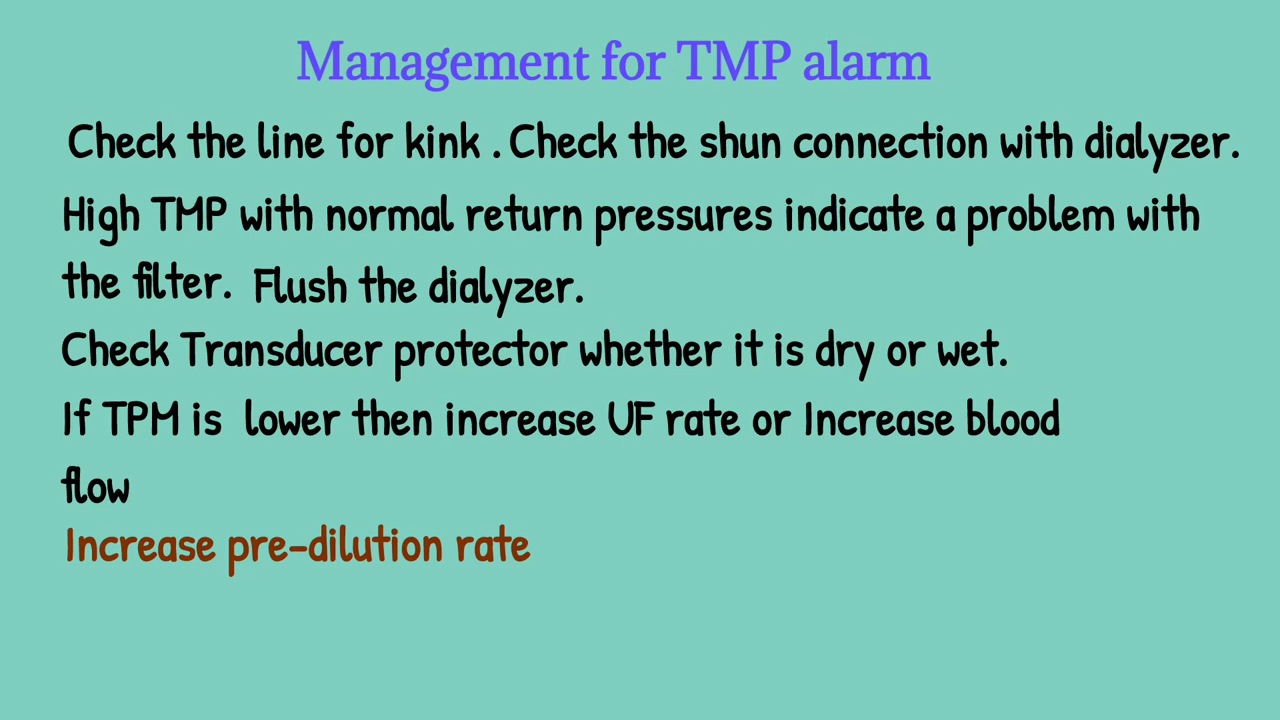 Management for TMP alarm
Check the line for kink . Check the shun connection with dialyzer.
High TMP with normal return pressures indicate a problem with
the filter. Flush the dialyzer.
Check Transducer protector whether it is dry or wet.
If TPM is lower then increase UF rate or Increase blood
flow
Increase pre-dilution rate